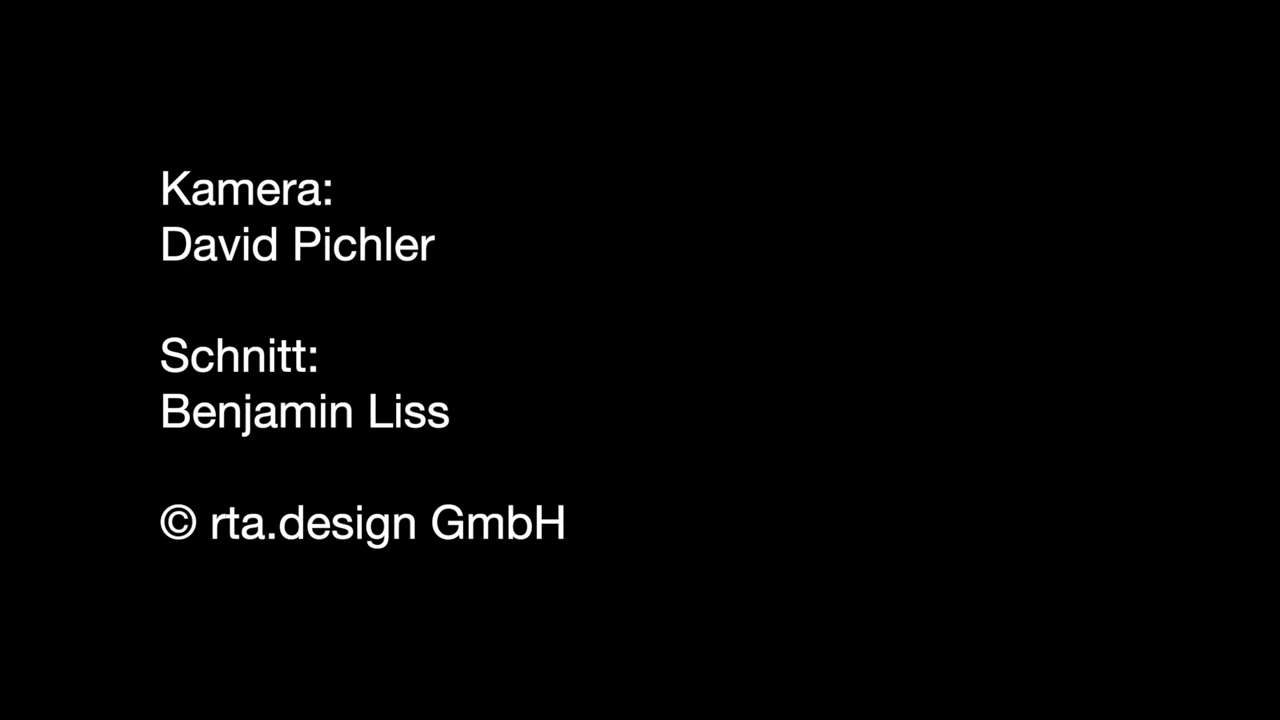 Kamera:
David Pichler
Schnitt:
Benjamin Liss
© rta.design GmbH